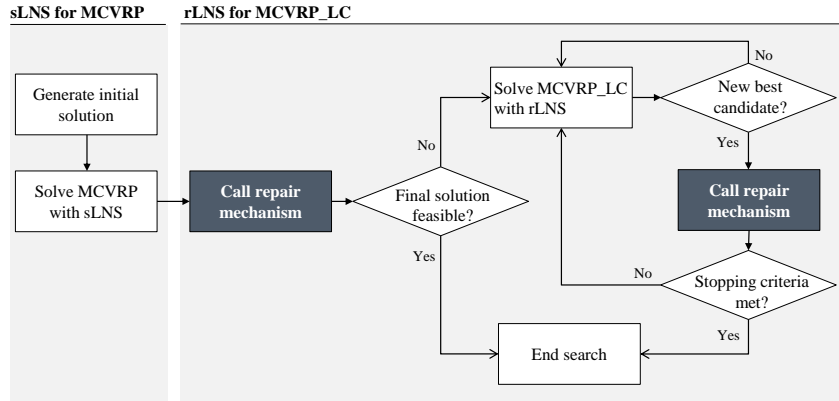 sLNS for MCVRP
rLNS for MCVRP_LC
Generate initial
solution
Solve MCVRP
with sLNS
Call repair
mechanism
Final solution
feasible?
No
Yes
Solve MCVRP_LC
with rLNS
No
New best
candidate?
Yes
Call repair
mechanism
No
Stopping criteria
met?
Yes
End search